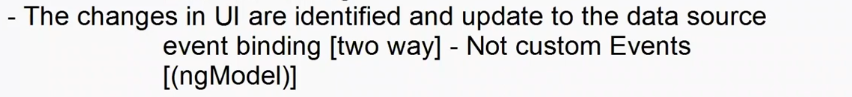 - The changes in UI are identified and update to the data source
event binding [two way] - Not custom Events
[(ngModel)]